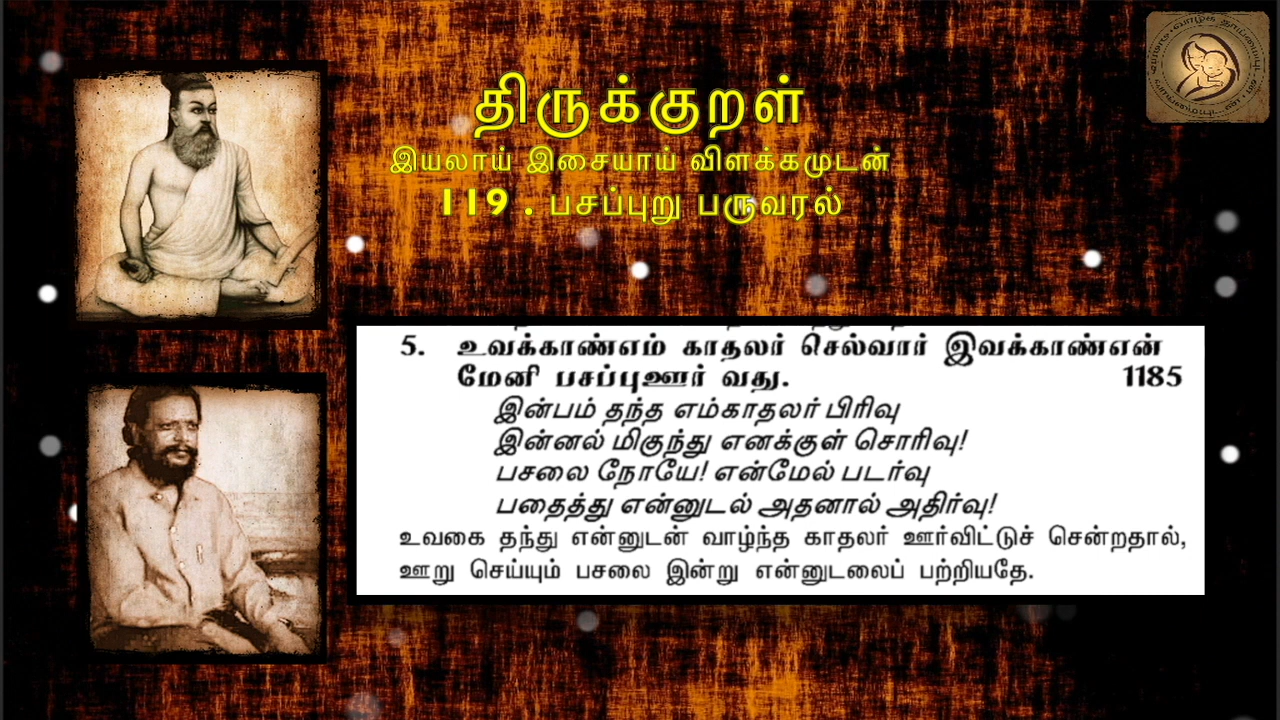 திருக்குறள்
இயலாய் இசையாய் விளக்கமுடன்
119 . பசப்புறு பருவரல்
5. உவக்காண்எம் காதலர் செல்வார் இவக்காண்என்
மேனி பசப்புஊர் வது. 1185
இன்பம் தந்த எம்காதலர் பிரிவு
இன்னல் மிகுந்து எனக்குள் சொரிவு!
பசலை நோயே! என்மேல் படர்வு
பதைத்து என்னுடல் அதனால் அதிர்வு!
உவகை தந்து என்னுடன் வாழ்ந்த காதலர் ஊர்விட்டுச் சென்றதால்,
ஊறு செய்யும் பசலை இன்று என்னுடலைப் பற்றியதே.